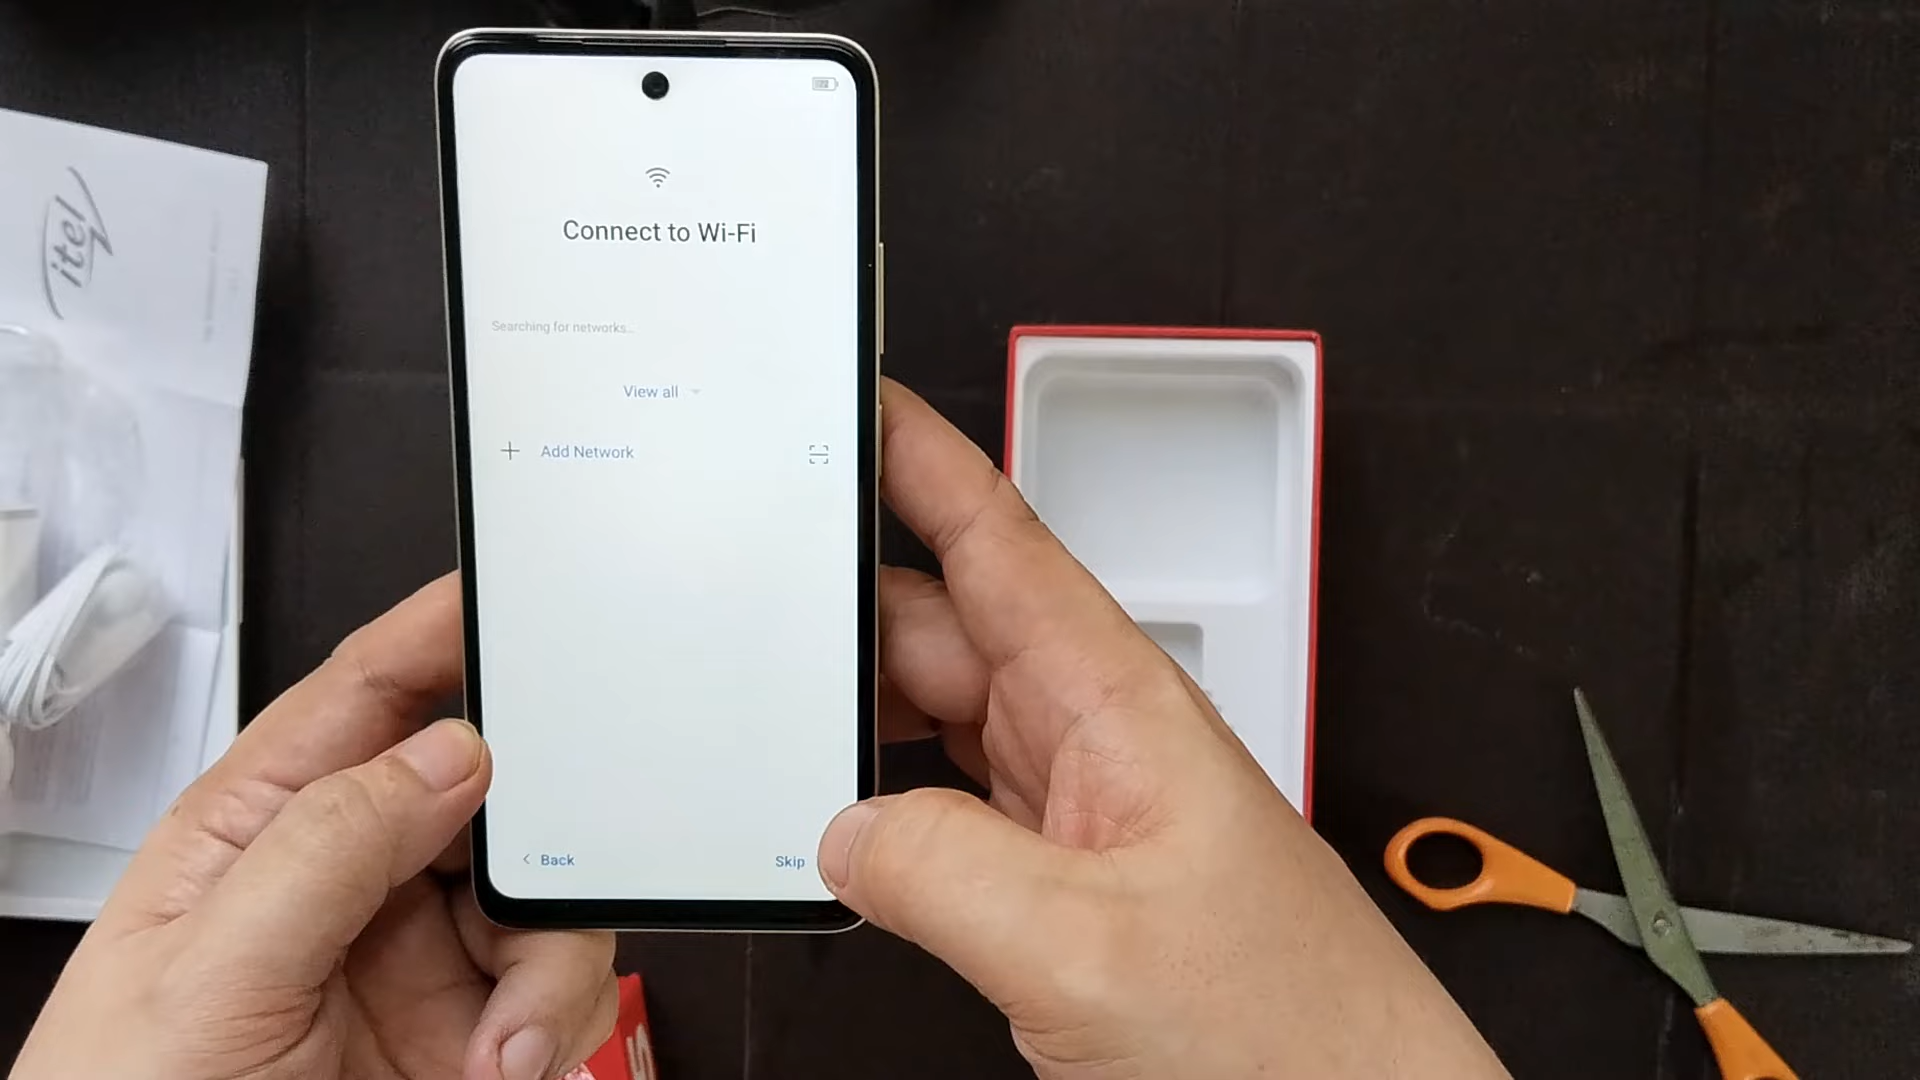 itel
Connect to Wi-Fi
Searching for networks...
View all
Add Network
Back
Skip